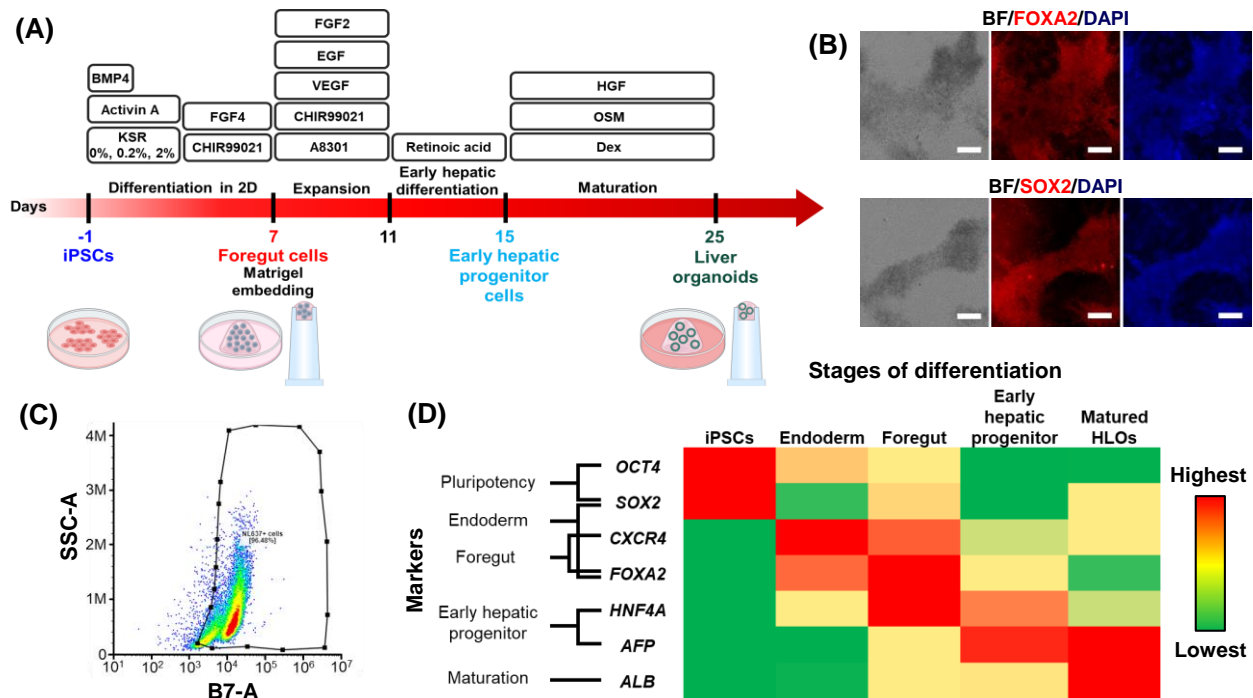 (A)
FGF2
EGF
BMP4
VEGF
HGF
Activin A
FGF4
CHIR99021
OSM
KSR
0%, 0.2%, 2%
CHIR99021
A8301
Retinoic acid
Dex
Differentiation in 2D
Expansion
Early hepatic
differentiation
Maturation
Days
-1
7
11
15
25
iPSCs
Foregut cells
Matrigel
embedding
Early hepatic
progenitor
cells
Liver
organoids
(B)
BF/FOXA2/DAPI
BF/SOX2/DAPI
(C)
SSC-A
4M
3M
2M
1M
NL637+ cells
[96.48%]
10¹ 10² 10³ 10⁴ 10⁵ 10⁶ 10⁷
B7-A
(D)
Stages of differentiation
iPSCs
Endoderm
Foregut
Early
hepatic
progenitor
Matured
HLOs
Markers
Pluripotency
Endoderm
Foregut
Early hepatic
progenitor
Maturation
OCT4
SOX2
CXCR4
FOXA2
HNF4A
AFP
ALB
Highest
Lowest